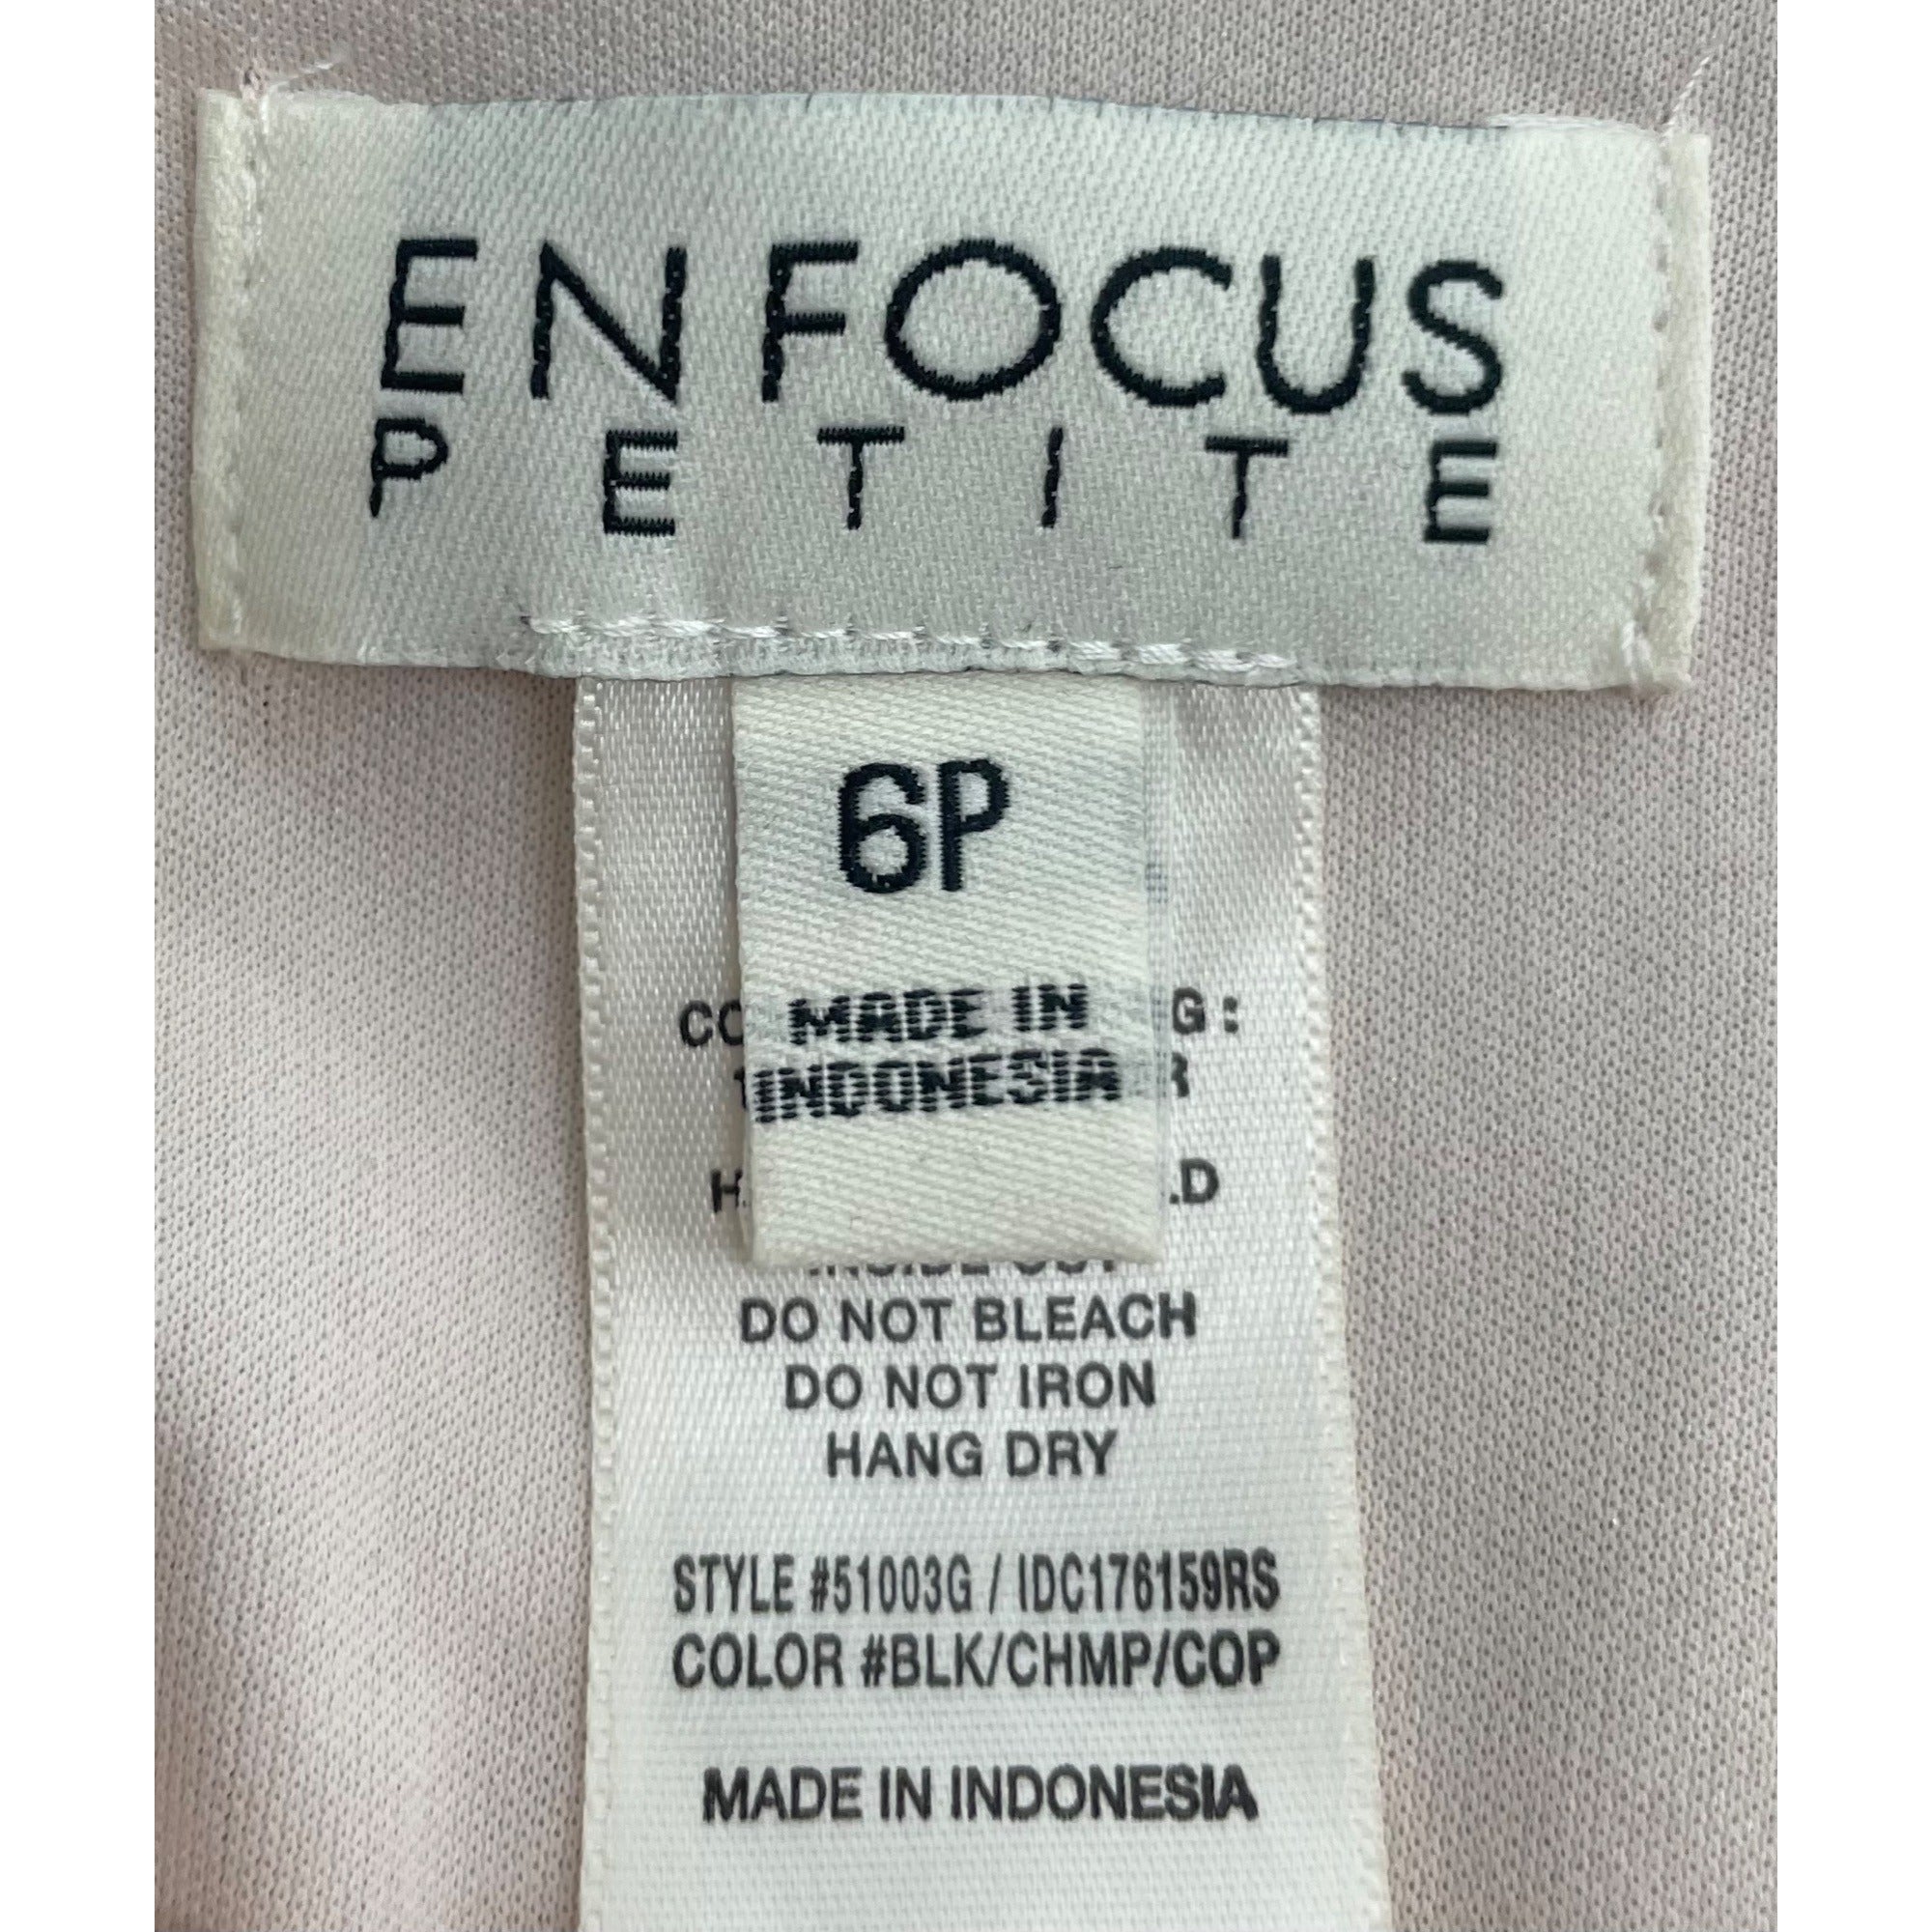 EN FOCUS
PETITE
6P
MADE IN
INDONESIA
DO NOT BLEACH
DO NOT IRON
HANG DRY
STYLE #51003G / IDC176159RS
COLOR #BLK/CHMP/COP
MADE IN INDONESIA